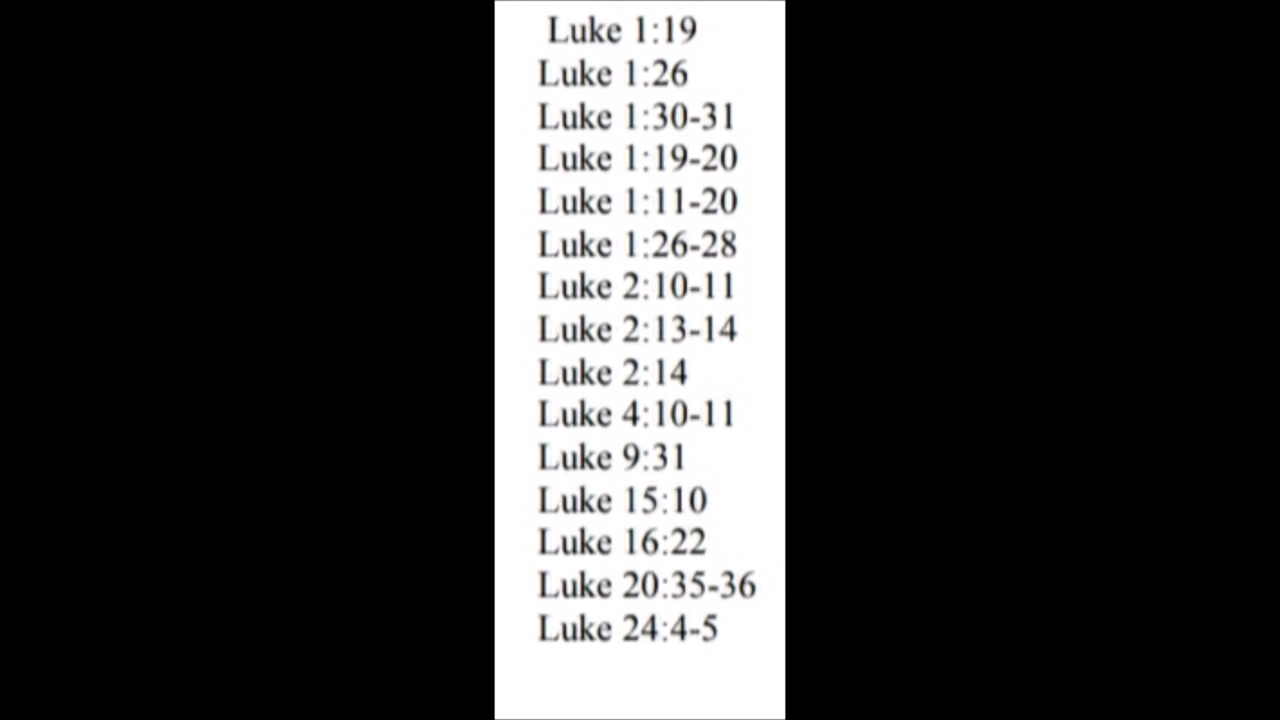 Luke 1:19
Luke 1:26
Luke 1:30-31
Luke 1:19-20
Luke 1:11-20
Luke 1:26-28
Luke 2:10-11
Luke 2:13-14
Luke 2:14
Luke 4:10-11
Luke 9:31
Luke 15:10
Luke 16:22
Luke 20:35-36
Luke 24:4-5